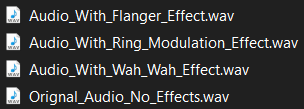 Audio_With_Flanger_Effect.wav
Audio_With_Ring_Modulation_Effect.wav
Audio_With_Wah_Wah_Effect.wav
Orignal_Audio_No_Effects.wav